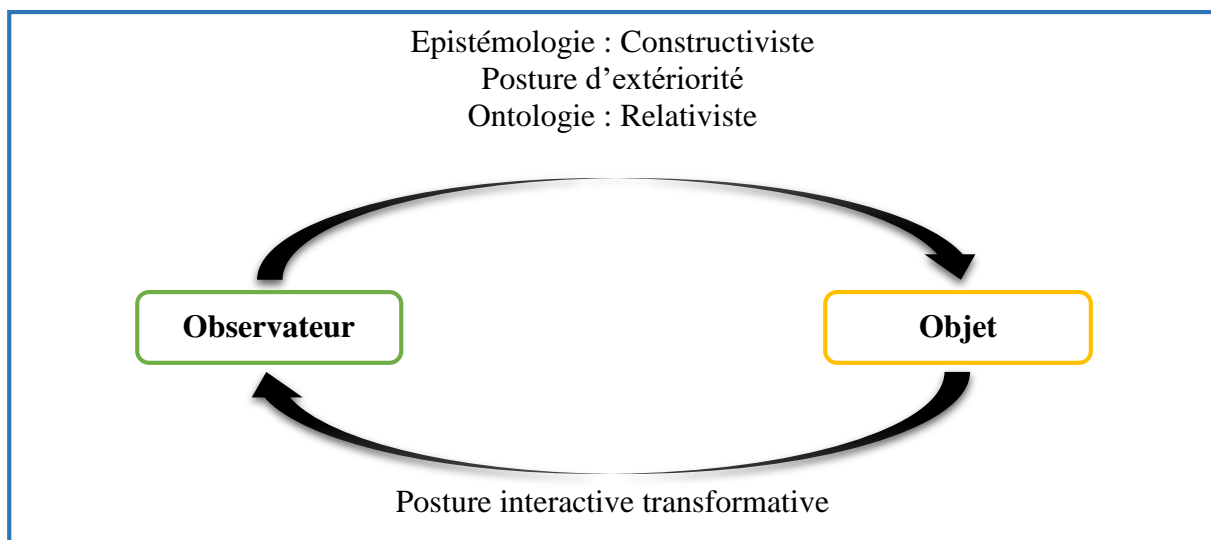 Epistémologie : Constructiviste
Posture d’extériorité
Ontologie : Relativiste
Observateur
Objet
Posture interactive transformative